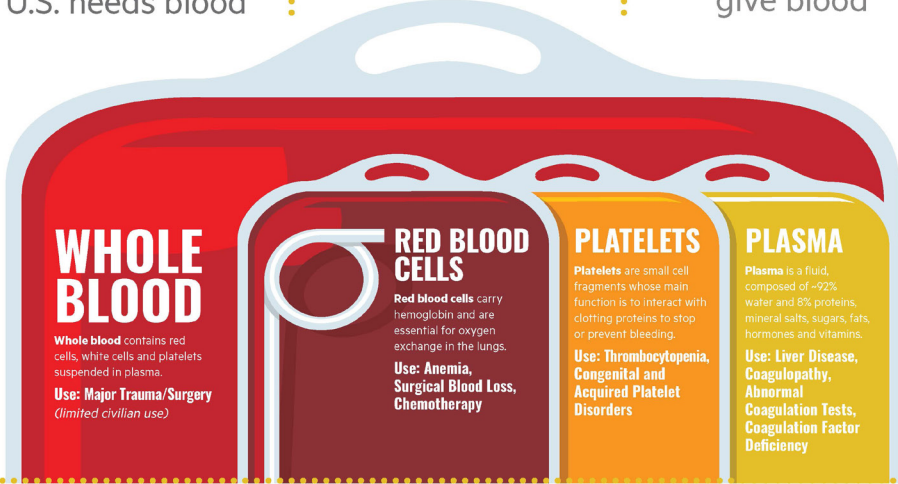 U.S. needs blood
give blood
WHOLE
BLOOD
Whole blood contains red
cells, white cells and platelets
suspended in plasma.
Use: Major Trauma/Surgery
(limited civilian use)
RED BLOOD
CELLS
Red blood cells carry
hemoglobin and are
essential for oxygen
exchange in the lungs.
Use: Anemia,
Surgical Blood Loss,
Chemotherapy
PLATELETS
Platelets are small cell
fragments whose main
function is to interact with
clotting proteins to stop
or prevent bleeding.
Use: Thrombocytopenia,
Congenital and
Acquired Platelet
Disorders
PLASMA
Plasma is a fluid,
composed of ~92%
water and 8% proteins,
mineral salts, sugars, fats,
hormones and vitamins.
Use: Liver Disease,
Coagulopathy,
Abnormal
Coagulation Tests,
Coagulation Factor
Deficiency